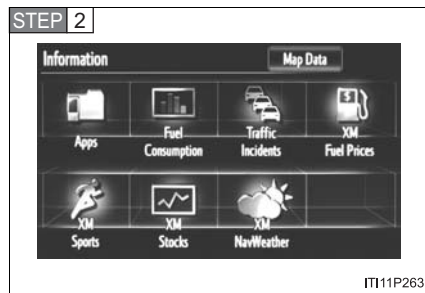 STEP 2
Information
Map Data
Apps
Fuel
Consumption
Traffic
Incidents
XM
Fuel Prices
XM
Sports
XM
Stocks
XM
NavWeather
ITI11P263